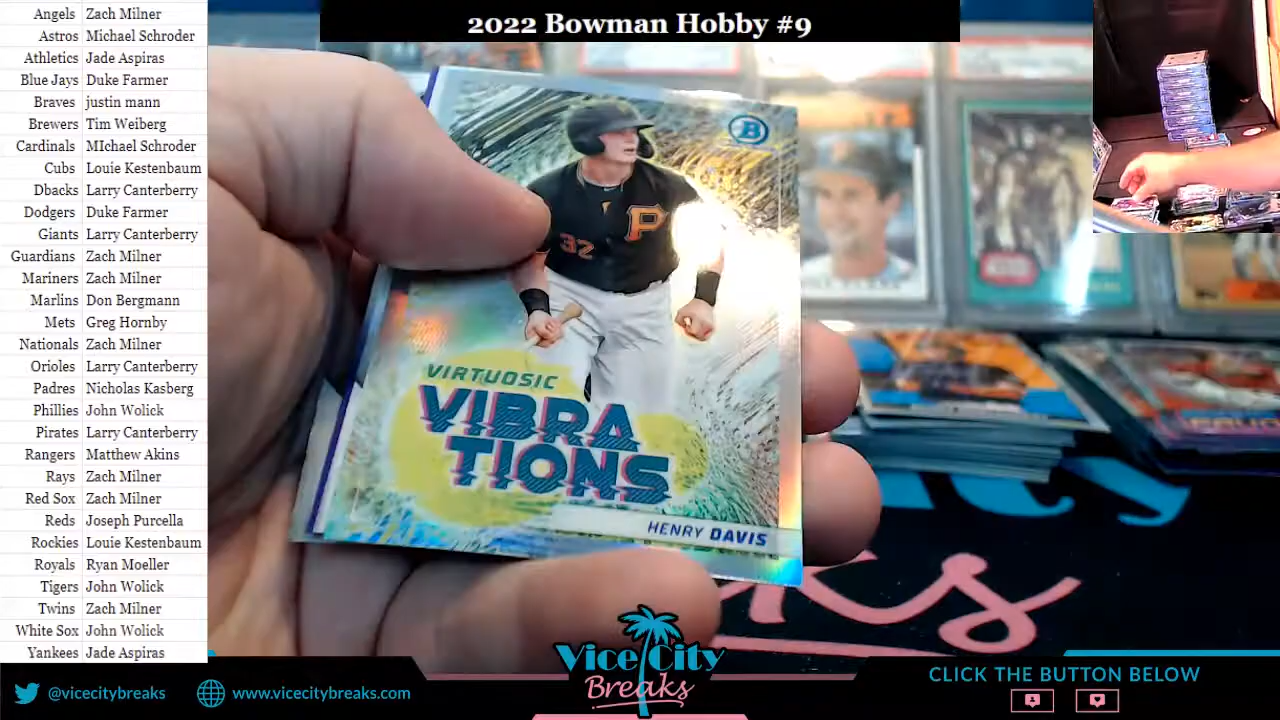 2022 Bowman Hobby #9
Angels Zach Milner
Astros Michael Schroder
Athletics Jade Aspiras
Blue Jays Duke Farmer
Braves justin mann
Brewers Tim Weiberg
Cardinals MIchael Schroder
Cubs Louie Kestenbaum
Dbacks Larry Canterberry
Dodgers Duke Farmer
Giants Larry Canterberry
Guardians Zach Milner
Mariners Zach Milner
Marlins Don Bergmann
Mets Greg Hornby
Nationals Zach Milner
Orioles Larry Canterberry
Padres Nicholas Kasberg
Phillies John Wolick
Pirates Larry Canterberry
Rangers Matthew Akins
Rays Zach Milner
Red Sox Zach Milner
Reds Joseph Purcella
Rockies Louie Kestenbaum
Royals Ryan Moeller
Tigers John Wolick
Twins Zach Milner
White Sox John Wolick
Yankees Jade Aspiras
B
P
32
VIRTUOSIC
VIBRA
TIONS
HENRY DAVIS
Vice City
Breaks
@vicecitybreaks
www.vicecitybreaks.com
CLICK THE BUTTON BELOW